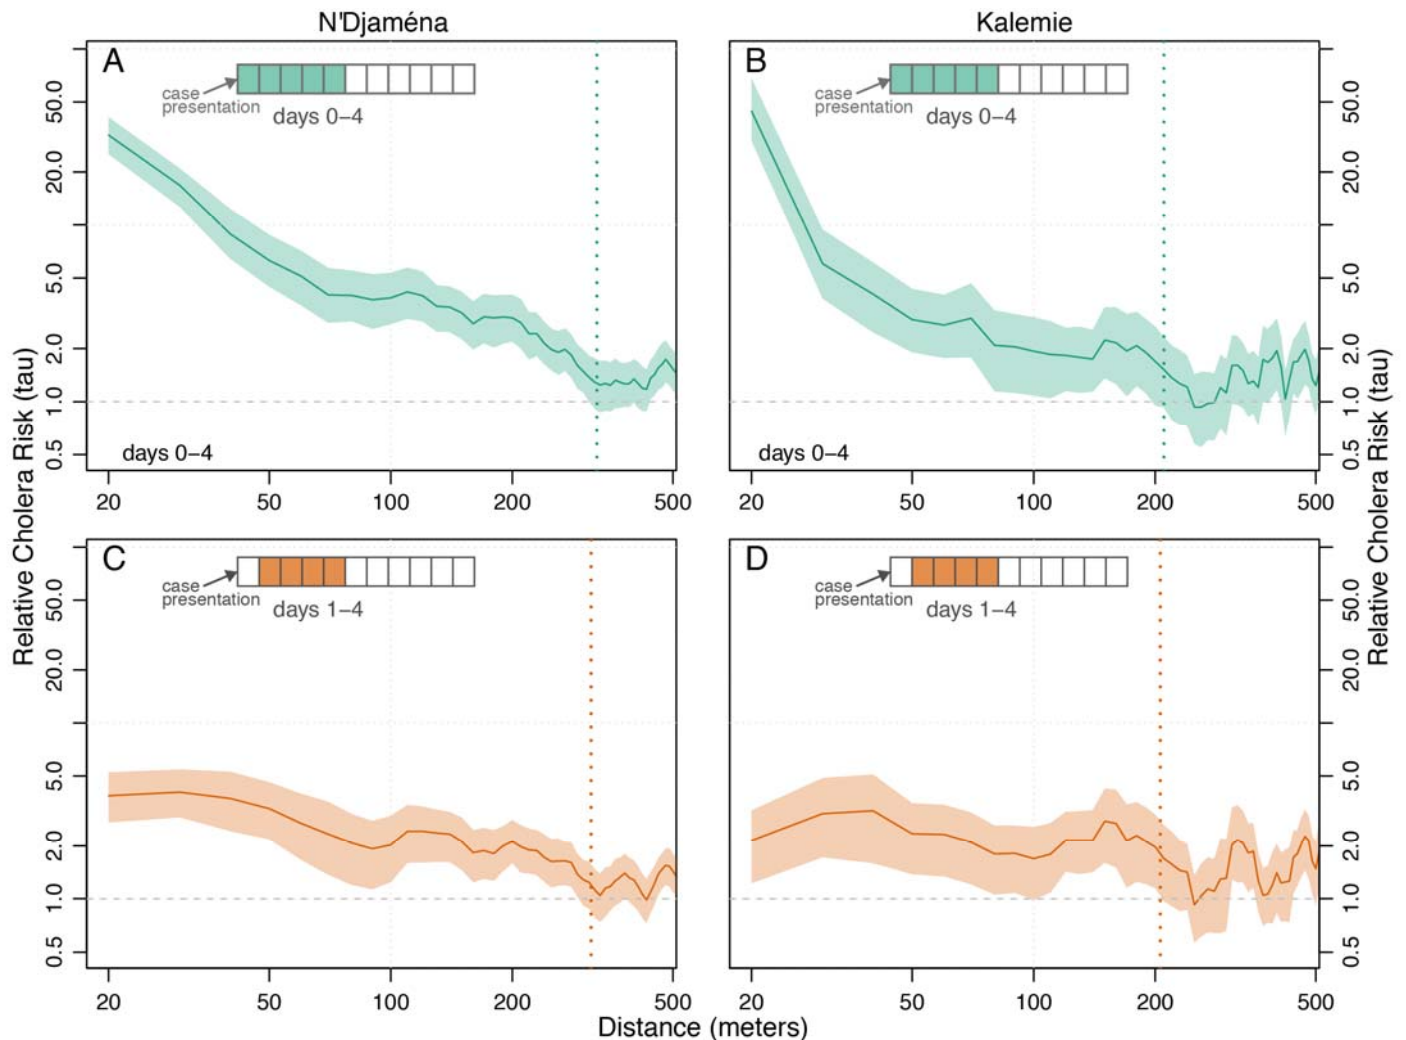 N'Djaména
Kalemie
A
case
presentation
days 0–4
B
case
presentation
days 0–4
50.0
20.0
5.0
2.0
1.0
0.5
50.0
20.0
5.0
2.0
1.0
0.5
days 0–4
days 0–4
20 50 100 200 500
20 50 100 200 500
C
case
presentation
days 1–4
D
case
presentation
days 1–4
50.0
20.0
5.0
2.0
1.0
0.5
50.0
20.0
5.0
2.0
1.0
0.5
20 50 100 200 500
20 50 100 200 500
Relative Cholera Risk (tau)
Relative Cholera Risk (tau)
Distance (meters)